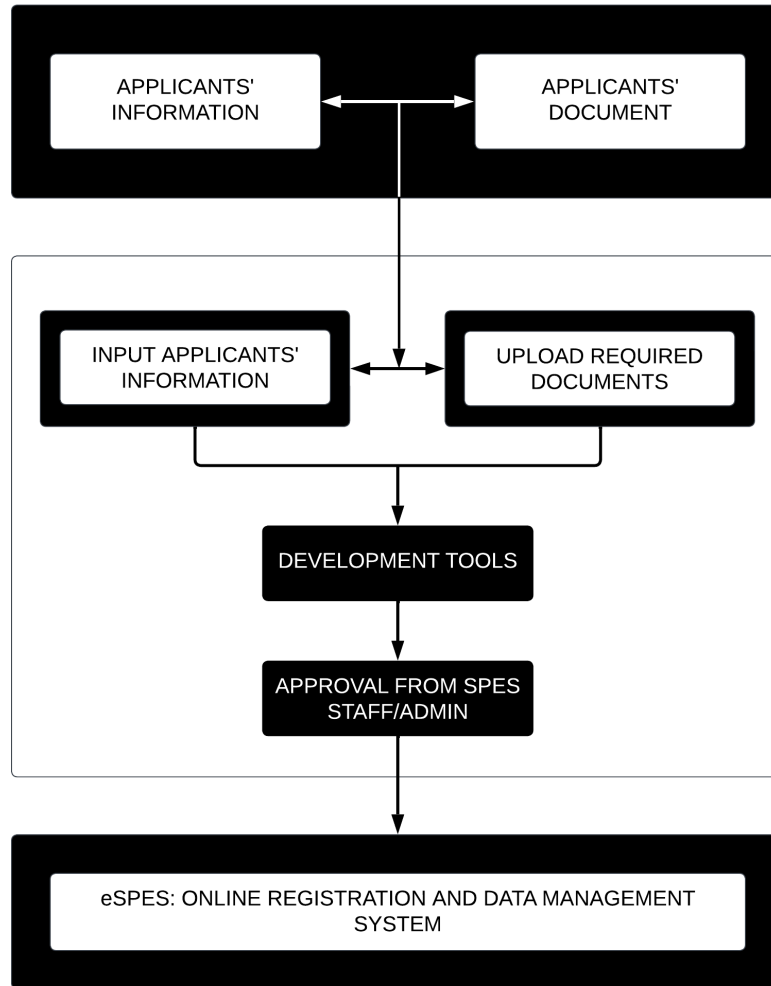 APPLICANTS'
INFORMATION
APPLICANTS'
DOCUMENT
INPUT APPLICANTS'
INFORMATION
UPLOAD REQUIRED
DOCUMENTS
DEVELOPMENT TOOLS
APPROVAL FROM SPES
STAFF/ADMIN
eSPES: ONLINE REGISTRATION AND DATA MANAGEMENT
SYSTEM